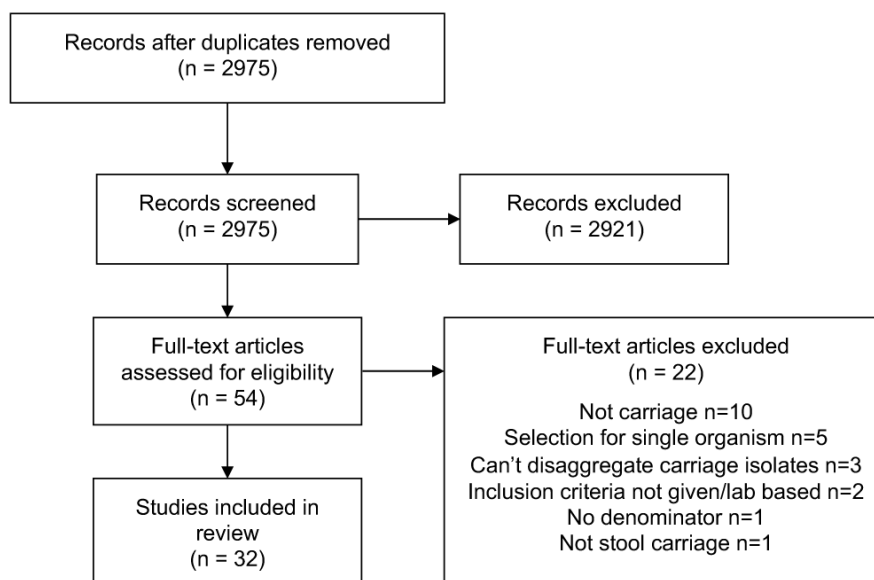 Records after duplicates removed
(n = 2975)
Records screened
(n = 2975)
Records excluded
(n = 2921)
Full-text articles
assessed for eligibility
(n = 54)
Full-text articles excluded
(n = 22)
Not carriage n=10
Selection for single organism n=5
Can't disaggregate carriage isolates n=3
Inclusion criteria not given/lab based n=2
No denominator n=1
Not stool carriage n=1
Studies included in
review
(n = 32)